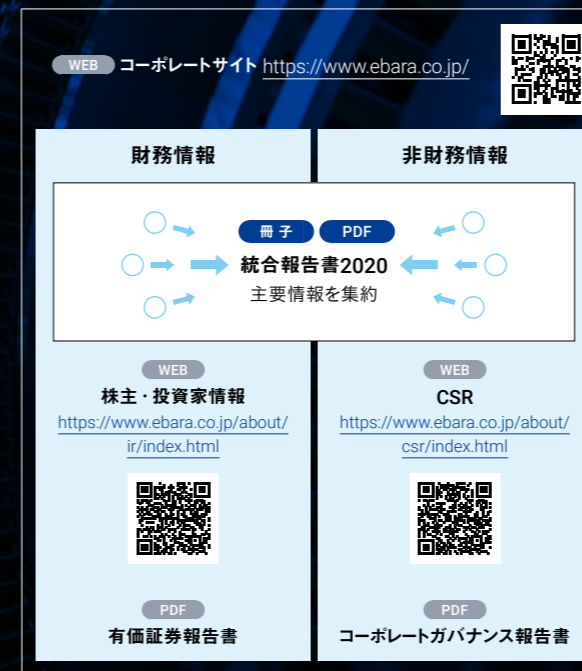 WEB コーポレートサイト https://www.ebara.co.jp/
財務情報
非財務情報
冊子 PDF
統合報告書2020
主要情報を集約
WEB
株主・投資家情報
https://www.ebara.co.jp/about/
ir/index.html
PDF
有価証券報告書
WEB
CSR
https://www.ebara.co.jp/about/
csr/index.html
PDF
コーポレートガバナンス報告書